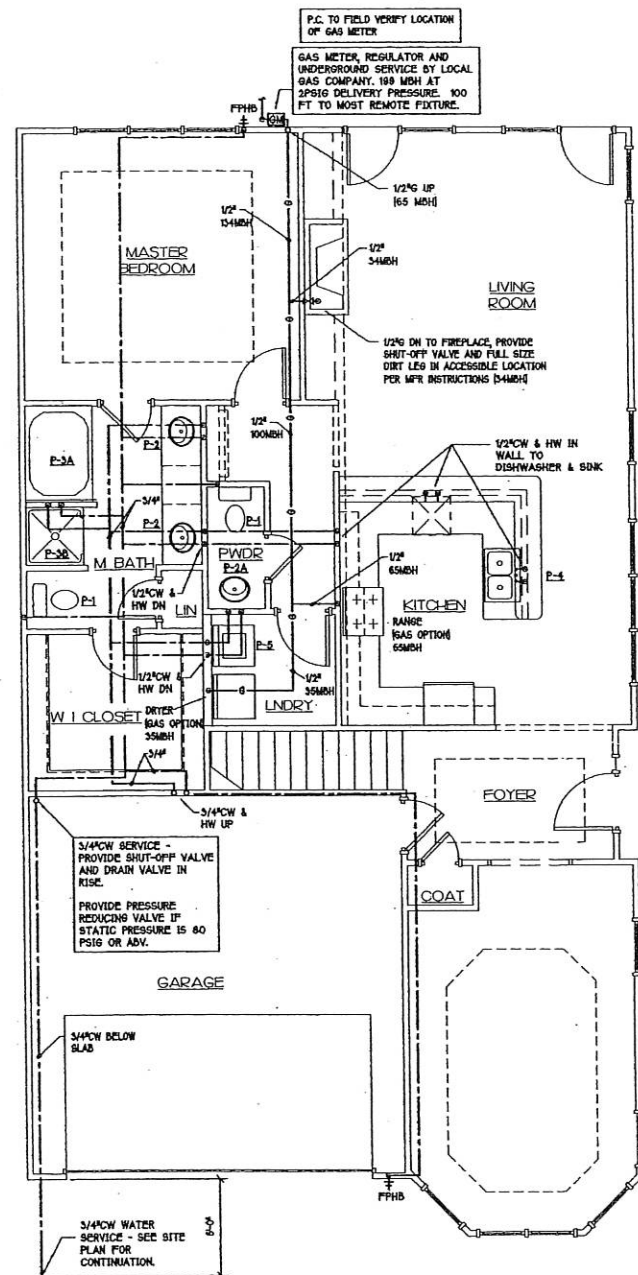 P.C. TO FIELD VERIFY LOCATION
OF GAS METER
GAS METER, REGULATOR AND
UNDERGROUND SERVICE BY LOCAL
GAS COMPANY. 199 MBH AT
2PSIG DELIVERY PRESSURE. 100
FT TO MOST REMOTE FIXTURE.
FPHB
GM
1/2"G UP
(65 MBH)
1/2"
134MBH
1/2"
34MBH
MASTER
BEDROOM
LIVING
ROOM
1/2"G DN TO FIREPLACE, PROVIDE
SHUT-OFF VALVE AND FULL SIZE
DIRT LEG IN ACCESSIBLE LOCATION
PER MFR INSTRUCTIONS (34MBH)
1/2"
100MBH
1/2"CW & HW IN
WALL TO
DISHWASHER & SINK
P-3A
P-2
3/4"
P-2
P-1
P-3B
M BATH
PWDR
P-2A
1/2"
65MBH
P-4
P-1
1/2"CW &
HW DN
LIN
KITCHEN
RANGE
(GAS OPTION)
65MBH
P-5
1/2"CW &
HW DN
1/2"
35MBH
W I CLOSET
DRYER
(GAS OPTION)
35MBH
LNDRY
3/4"
FOYER
3/4"CW &
HW UP
3/4"CW SERVICE -
PROVIDE SHUT-OFF VALVE
AND DRAIN VALVE IN
RISE.
PROVIDE PRESSURE
REDUCING VALVE IF
STATIC PRESSURE IS 80
PSIG OR ABV.
COAT
GARAGE
3/4"CW BELOW
SLAB
FPHB
3/4"CW WATER
SERVICE - SEE SITE
PLAN FOR
CONTINUATION.
5'-0"